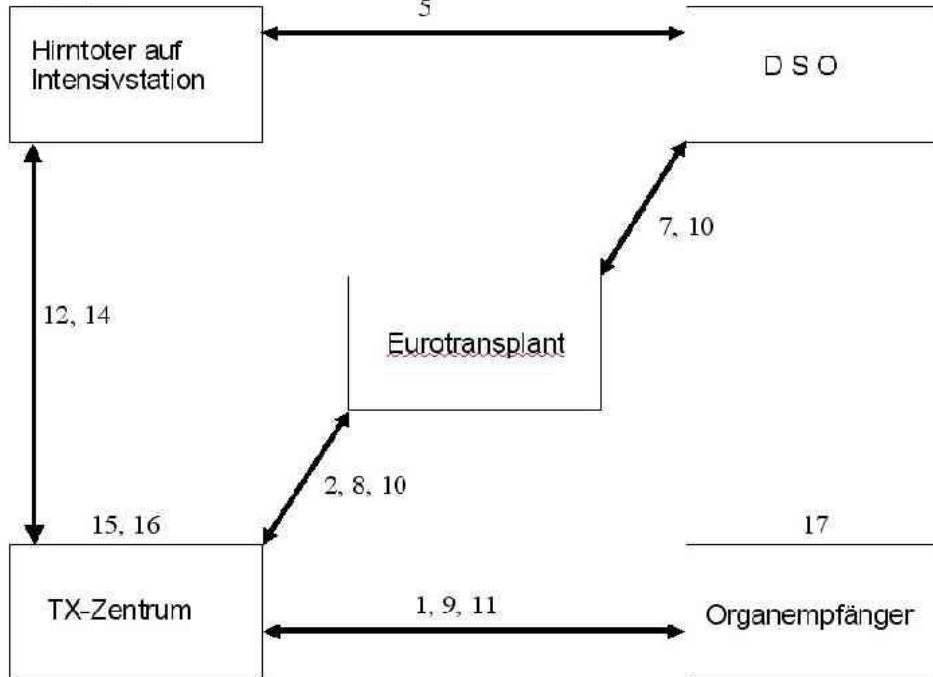 5
Hirntoter auf
Intensivstation
D S O
7, 10
12, 14
Eurotransplant
2, 8, 10
15, 16
17
TX-Zentrum
1, 9, 11
Organempfänger